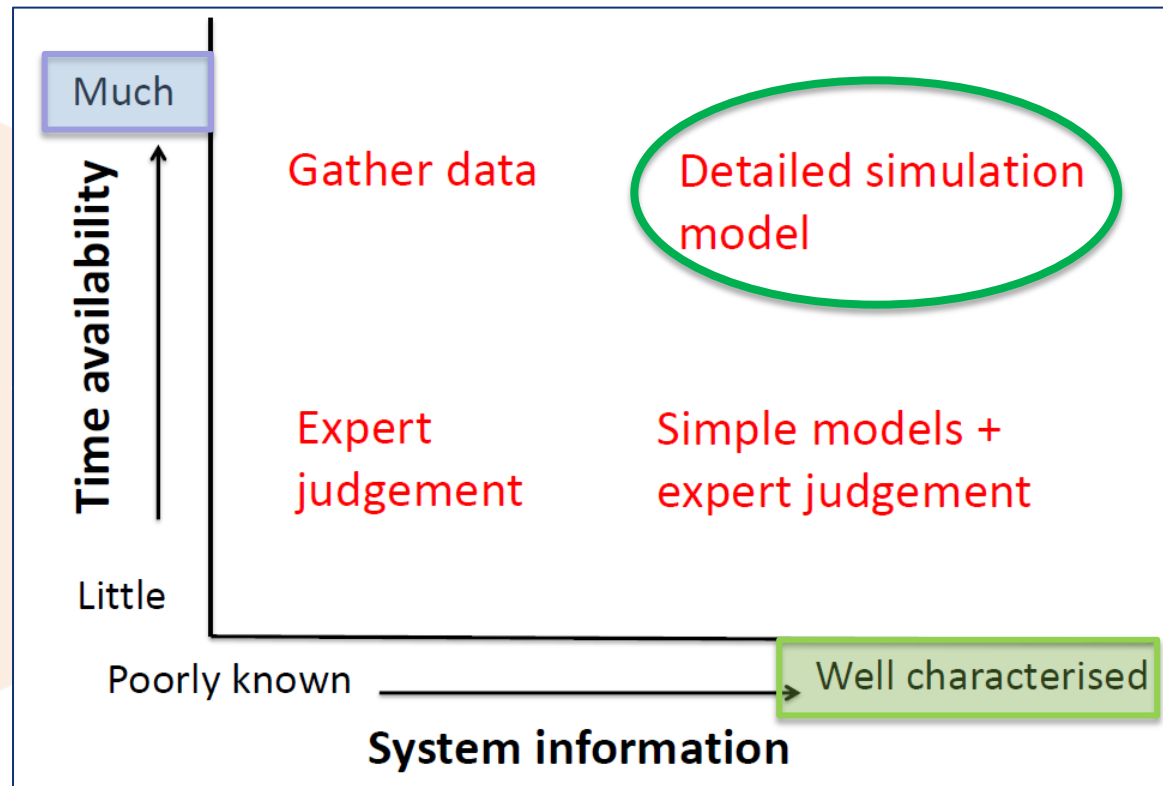 Much
Time availability
Gather data
Detailed simulation
model
Expert
judgement
Simple models +
expert judgement
Little
Poorly known
Well characterised
System information